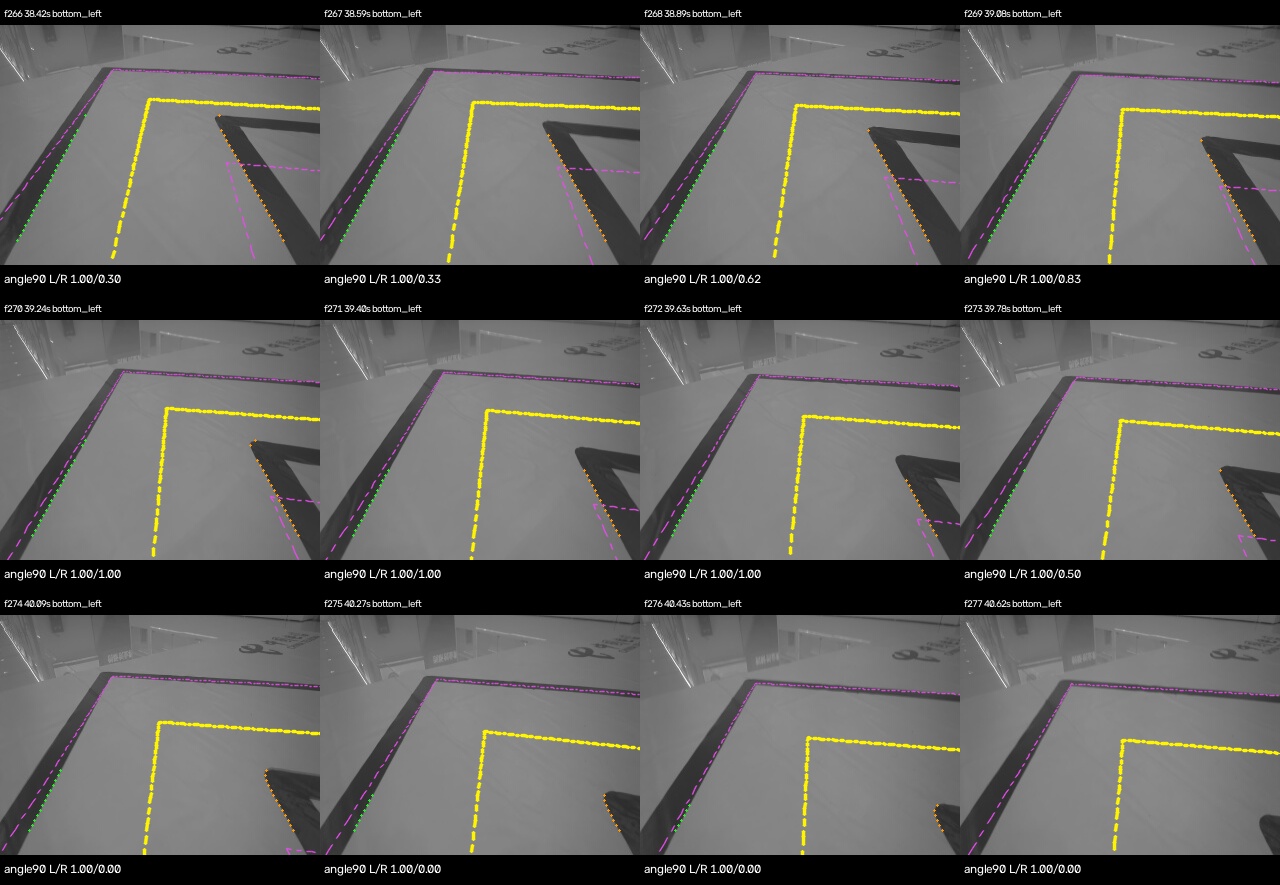 f266 38.42s bottom_left
f267 38.59s bottom_left
f268 38.89s bottom_left
f269 39.08s bottom_left
angle90 L/R 1.00/0.30
angle90 L/R 1.00/0.33
angle90 L/R 1.00/0.62
angle90 L/R 1.00/0.83
f270 39.24s bottom_left
f271 39.40s bottom_left
f272 39.63s bottom_left
f273 39.78s bottom_left
angle90 L/R 1.00/1.00
angle90 L/R 1.00/1.00
angle90 L/R 1.00/1.00
angle90 L/R 1.00/0.50
f274 40.09s bottom_left
f275 40.27s bottom_left
f276 40.43s bottom_left
f277 40.62s bottom_left
angle90 L/R 1.00/0.00
angle90 L/R 1.00/0.00
angle90 L/R 1.00/0.00
angle90 L/R 1.00/0.00